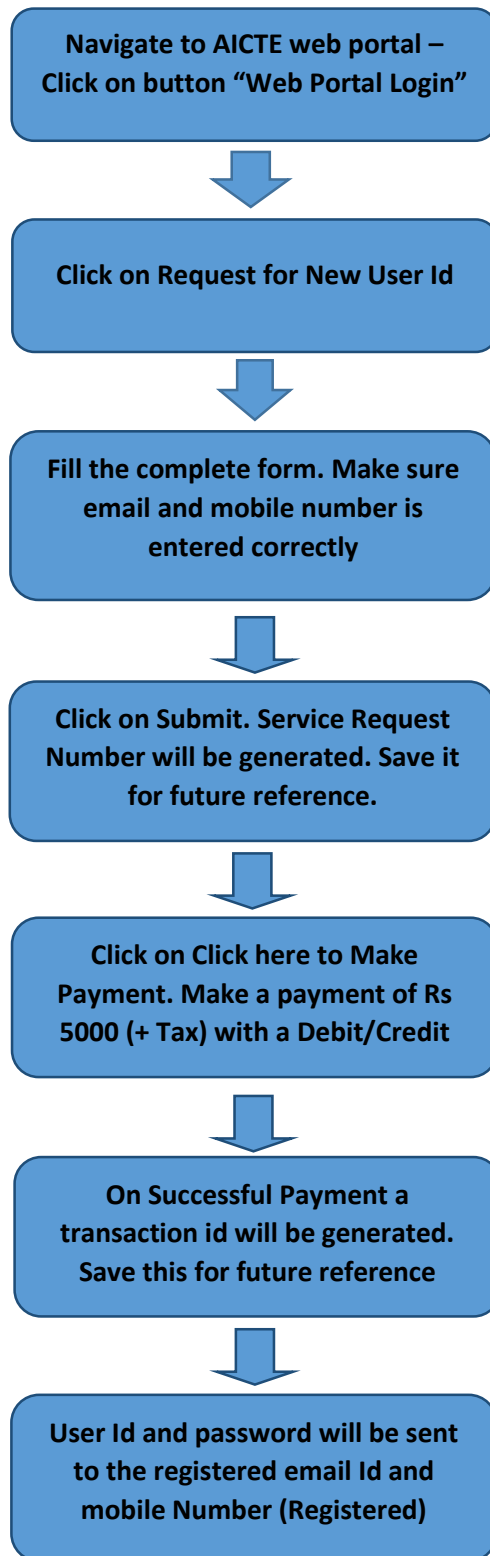 Navigate to AICTE web portal –
Click on button “Web Portal Login”
Click on Request for New User Id
Fill the complete form. Make sure
email and mobile number is
entered correctly
Click on Submit. Service Request
Number will be generated. Save it
for future reference.
Click on Click here to Make
Payment. Make a payment of Rs
5000 (+ Tax) with a Debit/Credit
On Successful Payment a
transaction id will be generated.
Save this for future reference
User Id and password will be sent
to the registered email Id and
mobile Number (Registered)